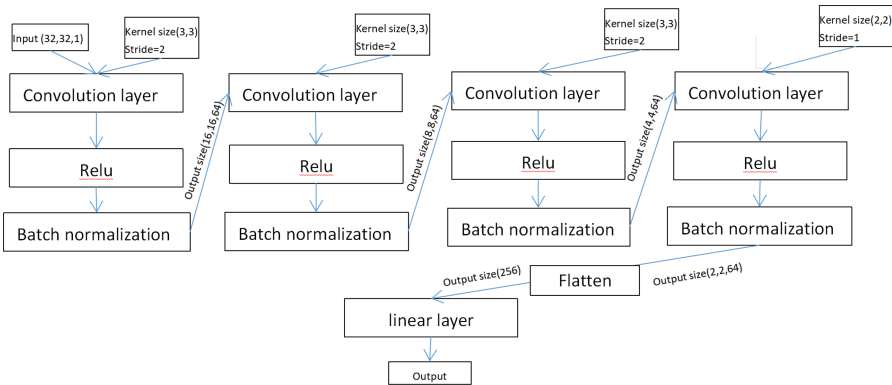 Input (32,32,1)
Kernel size(3,3)
Stride=2
Convolution layer
Relu
Batch normalization
Output size(16,16,64)
Kernel size(3,3)
Stride=2
Convolution layer
Relu
Batch normalization
Output size(8,8,64)
Kernel size(3,3)
Stride=2
Convolution layer
Relu
Batch normalization
Output size(4,4,64)
Kernel size(2,2)
Stride=1
Convolution layer
Relu
Batch normalization
Output size(2,2,64)
Flatten
Output size(256)
linear layer
Output